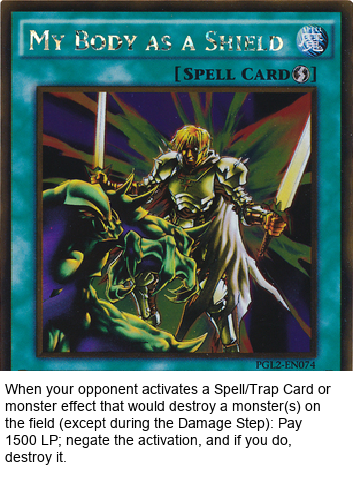 My Body as a Shield
[Spell Card]
PGL2-EN074
When your opponent activates a Spell/Trap Card or
monster effect that would destroy a monster(s) on
the field (except during the Damage Step): Pay
1500 LP; negate the activation, and if you do,
destroy it.